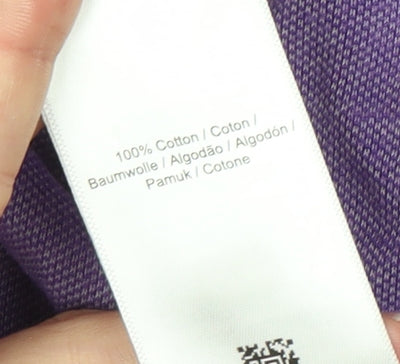 100% Cotton / Coton /
Baumwolle / Algodão / Algodón /
Pamuk / Cotone